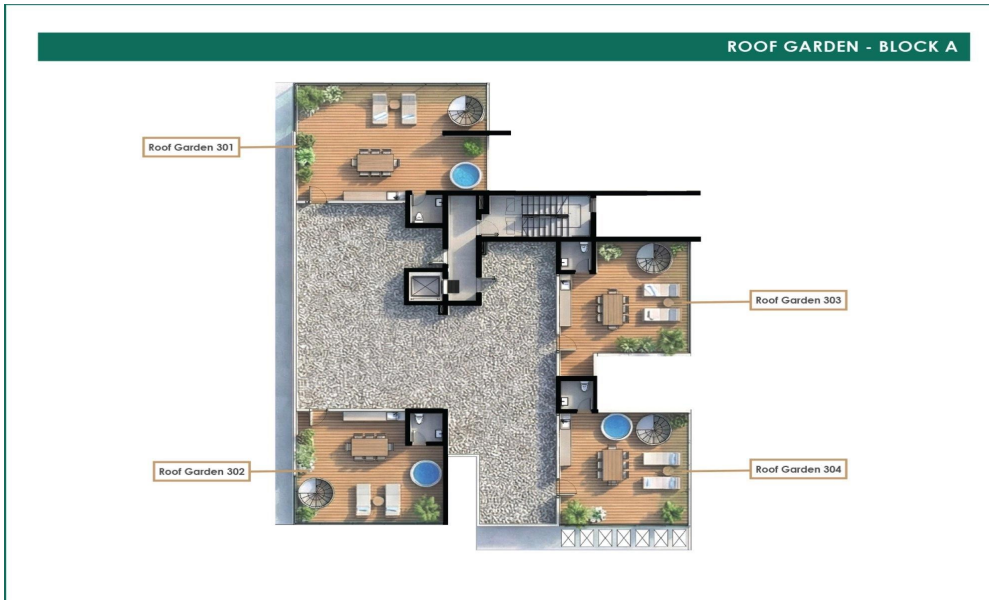 ROOF GARDEN - BLOCK A
Roof Garden 301
Roof Garden 303
Roof Garden 302
Roof Garden 304